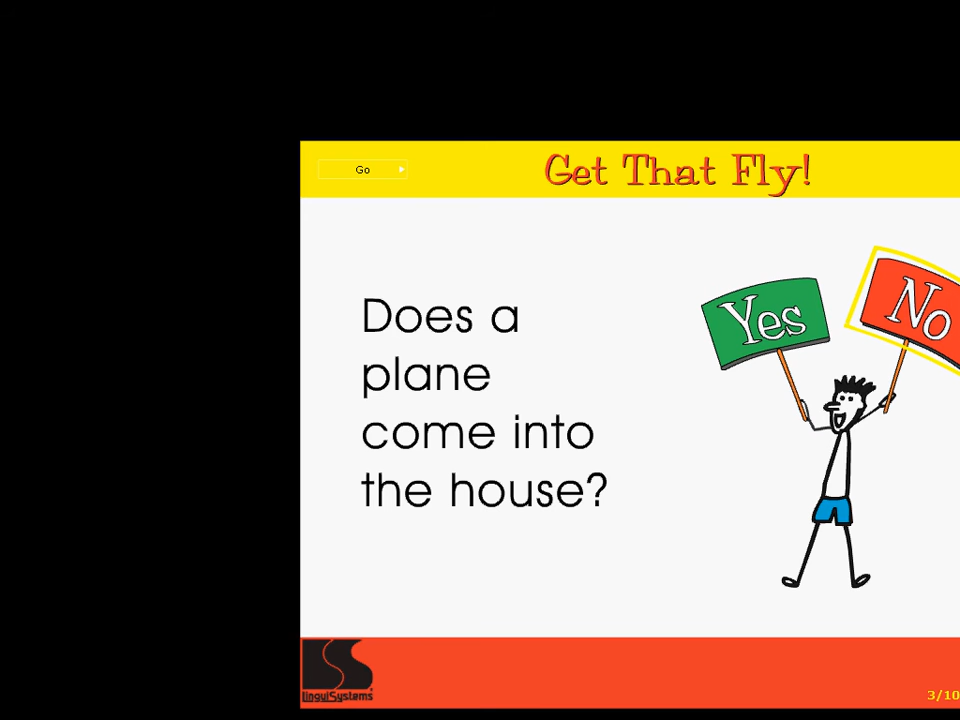 Go
Get That Fly!
Yes
No
Does a
plane
come into
the house?
LinguiSystems
3/10